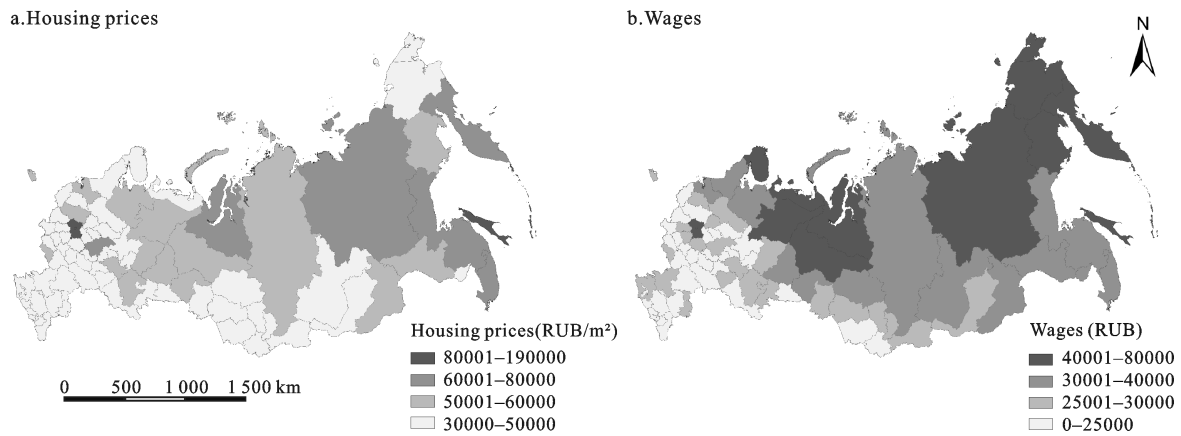 a.Housing prices
b.Wages
N
Housing prices(RUB/m²)
80001–190000
60001–80000
50001–60000
30000–50000
0 500 1 000 1 500 km
Wages (RUB)
40001–80000
30001–40000
25001–30000
0–25000